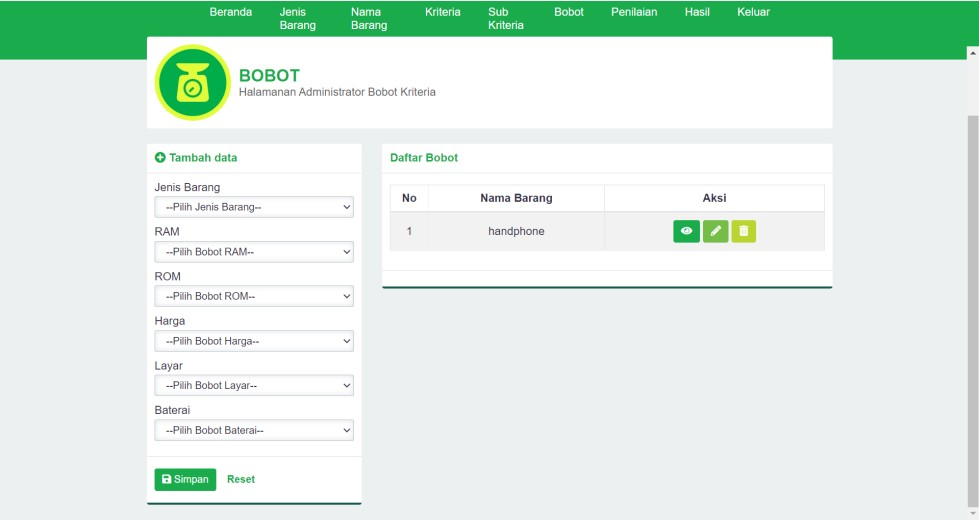 Beranda
Jenis Barang
Nama Barang
Kriteria
Sub Kriteria
Bobot
Penilaian
Hasil
Keluar
BOBOT
Halamanan Administrator Bobot Kriteria
Tambah data
Jenis Barang
--Pilih Jenis Barang--
RAM
--Pilih Bobot RAM--
ROM
--Pilih Bobot ROM--
Harga
--Pilih Bobot Harga--
Layar
--Pilih Bobot Layar--
Baterai
--Pilih Bobot Baterai--
Simpan Reset
Daftar Bobot
No Nama Barang Aksi
1 handphone